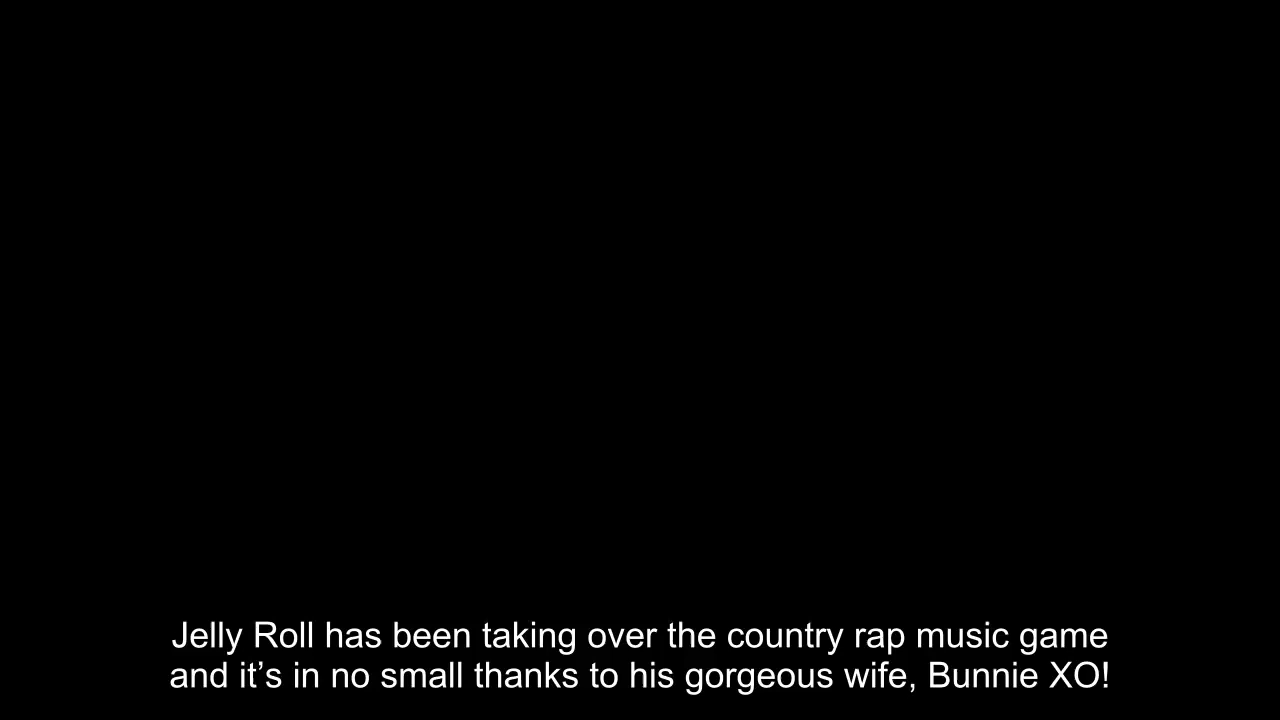 Jelly Roll has been taking over the country rap music game
and it’s in no small thanks to his gorgeous wife, Bunnie XO!